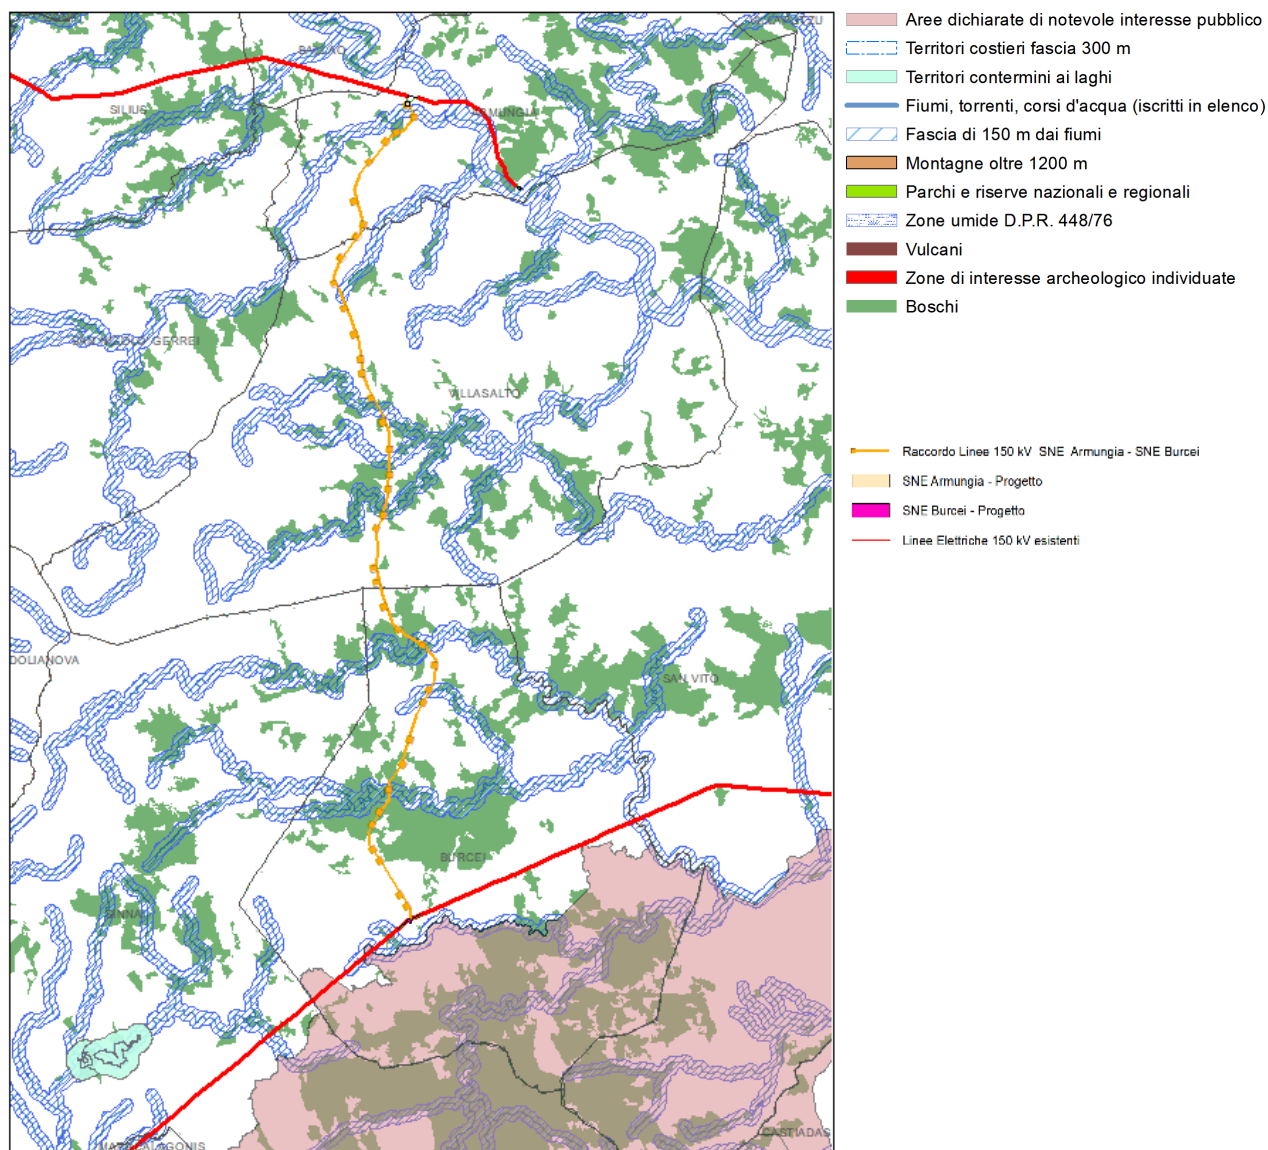 Aree dichiarate di notevole interesse pubblico
Territori costieri fascia 300 m
Territori contermini ai laghi
Fiumi, torrenti, corsi d'acqua (iscritti in elenco)
Fascia di 150 m dai fiumi
Montagne oltre 1200 m
Parchi e riserve nazionali e regionali
Zone umide D.P.R. 448/76
Vulcani
Zone di interesse archeologico individuate
Boschi
Raccordo Linee 150 kV SNE Armungia - SNE Burcei
SNE Armungia - Progetto
SNE Burcei - Progetto
Linee Elettriche 150 kV esistenti
SILIUS
GERREI
VILLASALTO
DOLIANOVA
SAN VITO
BURCEI
SINNAI
CASTIADAS